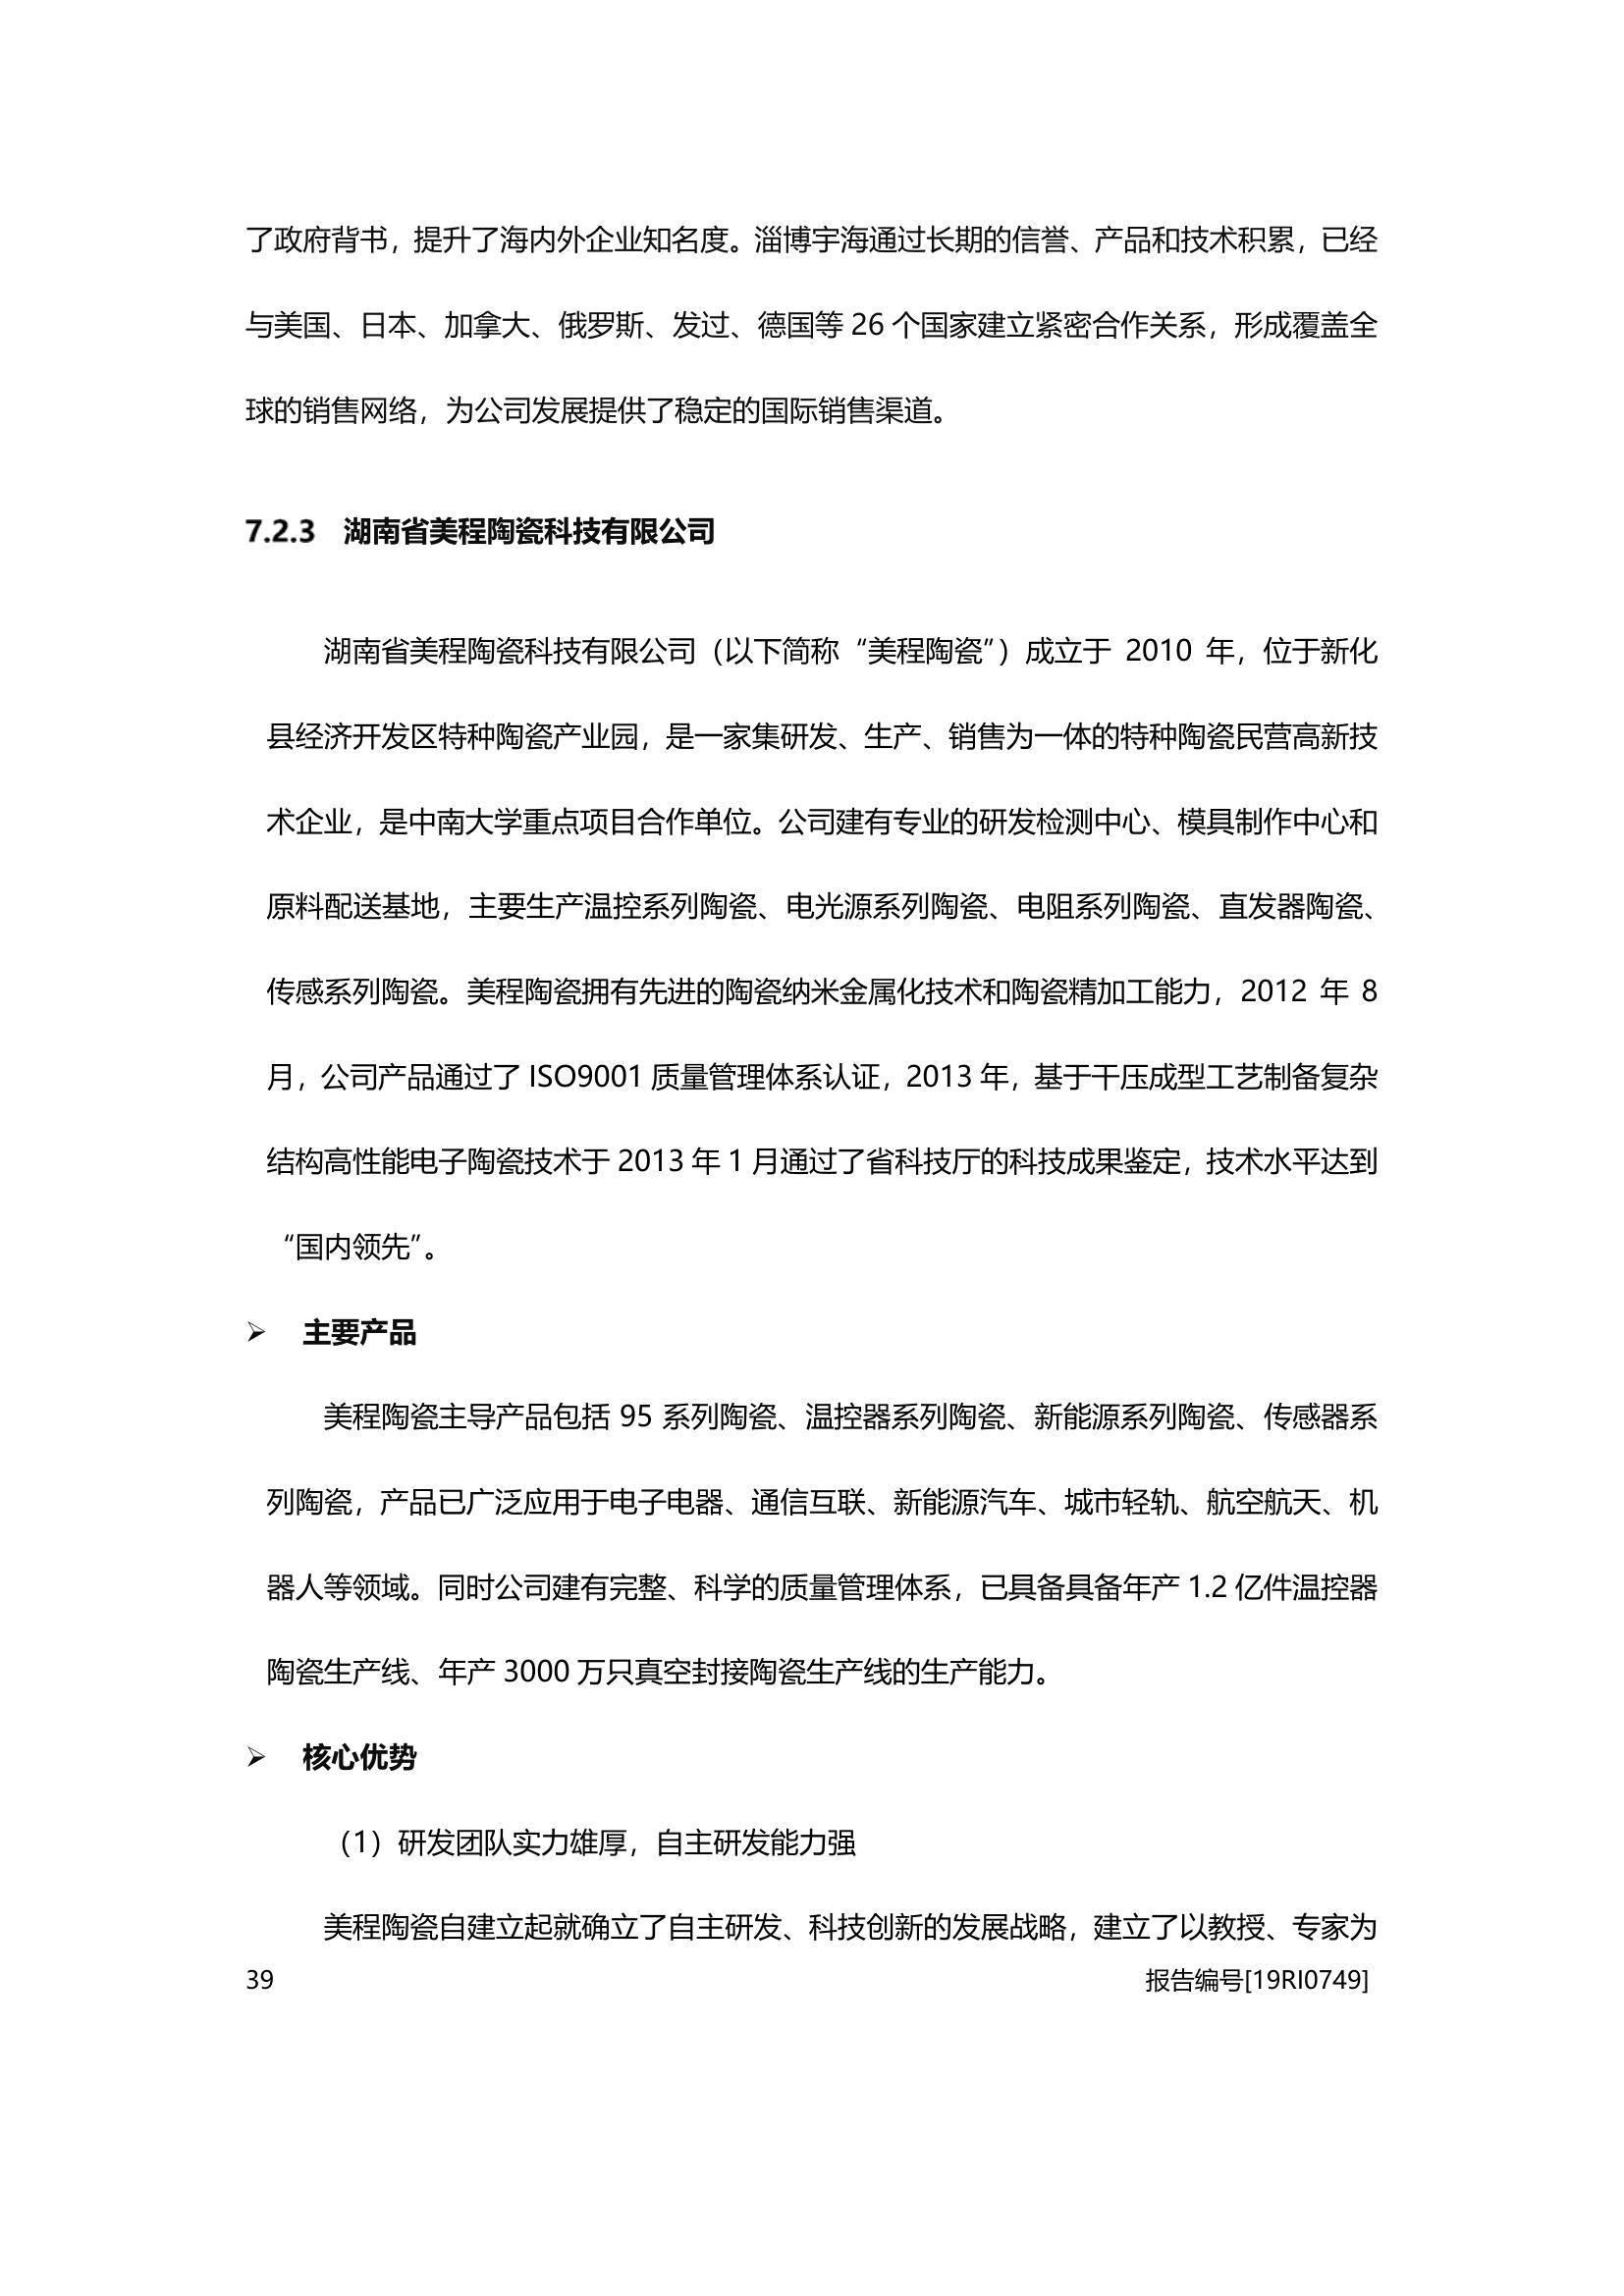 了政府背书，提升了海内外企业知名度。淄博宇海通过长期的信誉、产品和技术积累，已经
与美国、日本、加拿大、俄罗斯、发过、德国等 26 个国家建立紧密合作关系，形成覆盖全
球的销售网络，为公司发展提供了稳定的国际销售渠道。
7.2.3 湖南省美程陶瓷科技有限公司
湖南省美程陶瓷科技有限公司（以下简称“美程陶瓷”）成立于 2010 年，位于新化
县经济开发区特种陶瓷产业园，是一家集研发、生产、销售为一体的特种陶瓷民营高新技
术企业，是中南大学重点项目合作单位。公司建有专业的研发检测中心、模具制作中心和
原料配送基地，主要生产温控系列陶瓷、电光源系列陶瓷、电阻系列陶瓷、直发器陶瓷、
传感系列陶瓷。美程陶瓷拥有先进的陶瓷纳米金属化技术和陶瓷精加工能力，2012 年 8
月，公司产品通过了 ISO9001 质量管理体系认证，2013 年，基于干压成型工艺制备复杂
结构高性能电子陶瓷技术于 2013 年 1 月通过了省科技厅的科技成果鉴定，技术水平达到
“国内领先”。
➢ 主要产品
美程陶瓷主导产品包括 95 系列陶瓷、温控器系列陶瓷、新能源系列陶瓷、传感器系
列陶瓷，产品已广泛应用于电子电器、通信互联、新能源汽车、城市轻轨、航空航天、机
器人等领域。同时公司建有完整、科学的质量管理体系，已具备具备年产 1.2 亿件温控器
陶瓷生产线、年产 3000 万只真空封接陶瓷生产线的生产能力。
➢ 核心优势
（1）研发团队实力雄厚，自主研发能力强
美程陶瓷自建立起就确立了自主研发、科技创新的发展战略，建立了以教授、专家为
39 报告编号[19RI0749]